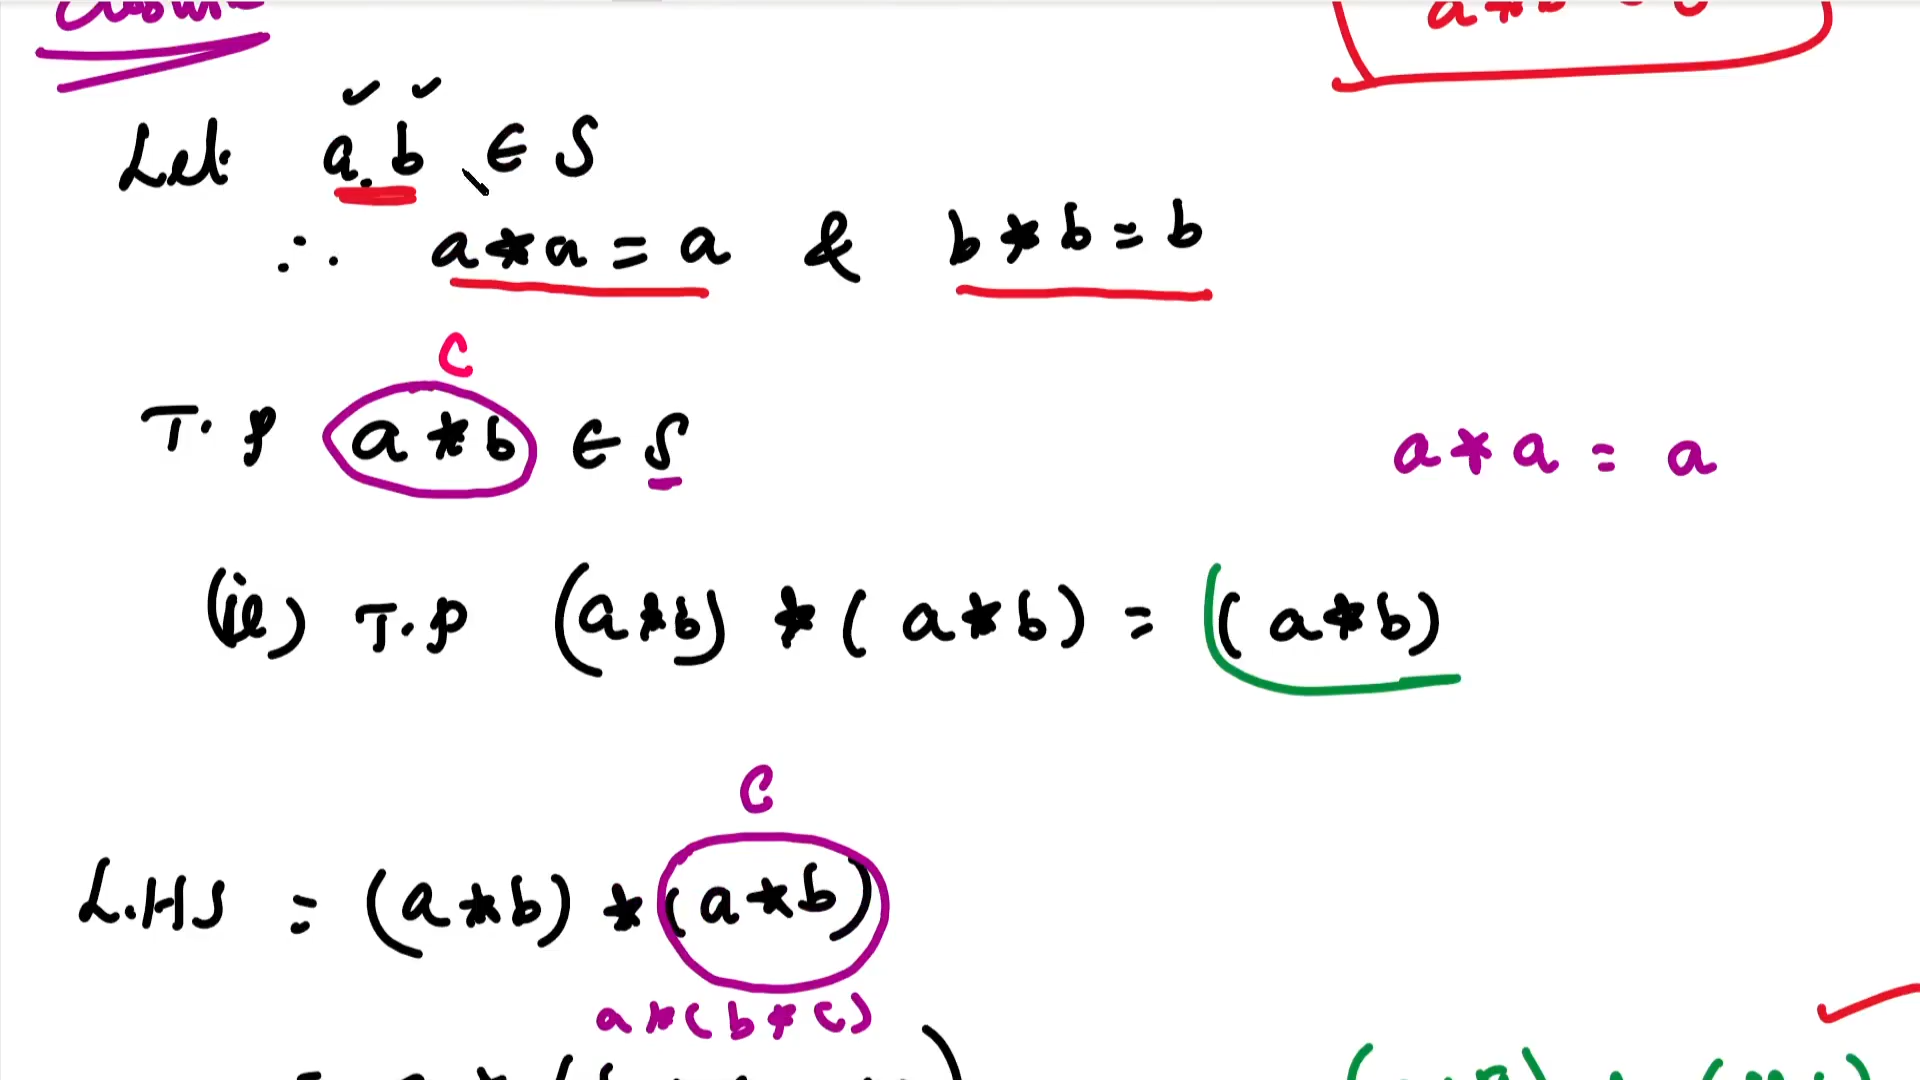 Let a, b ∈ S
∴ a * a = a & b * b = b
C
T.P a * b ∈ S
a * a = a
(ie) T.P (a * b) * (a * b) = (a * b)
C
L.HS = (a * b) * (a * b)
a * (b * c)